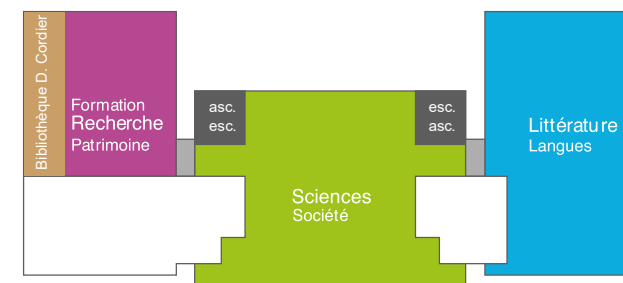 Bibliothèque D. Cordier
Formation
Recherche
Patrimoine
asc.
esc.
Sciences
Société
esc.
asc.
Littérature
Langues